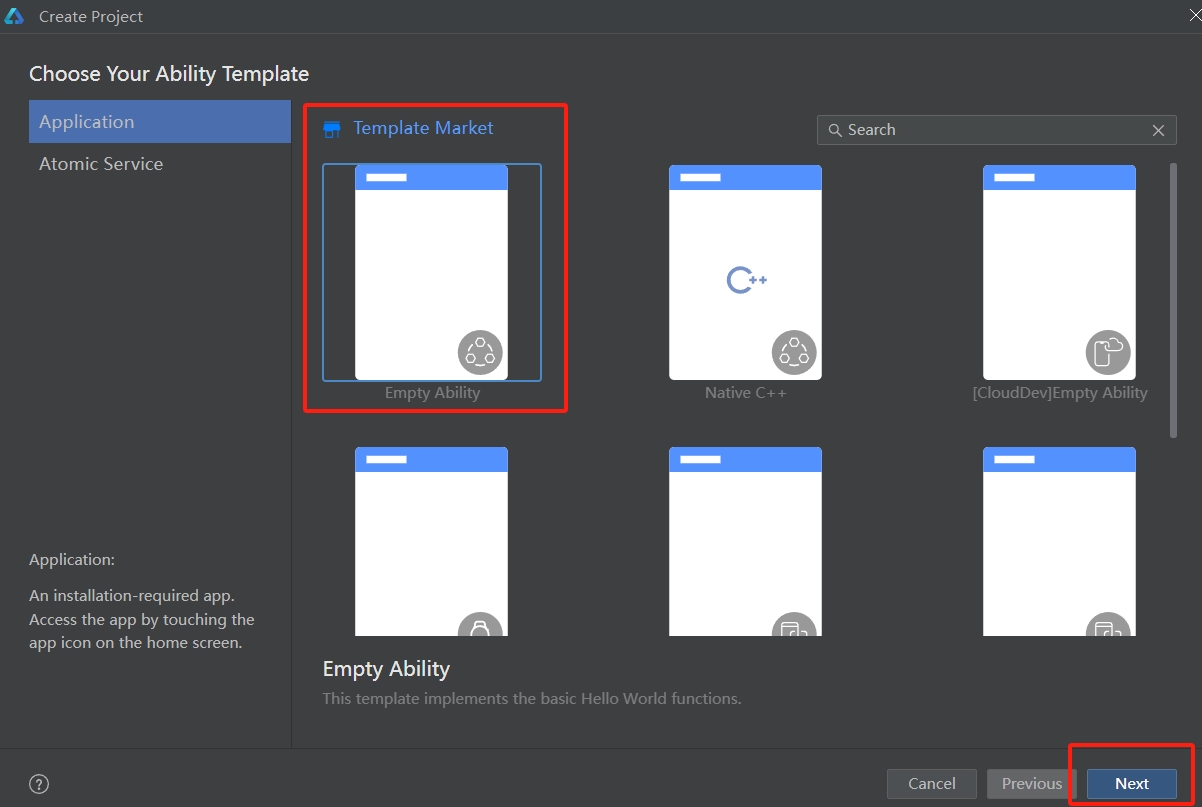 Create Project
Choose Your Ability Template
Application
Atomic Service
Template Market
Search
C++
Empty Ability
Native C++
[CloudDev]Empty Ability
Application:
An installation-required app.
Access the app by touching the
app icon on the home screen.
Empty Ability
This template implements the basic Hello World functions.
?
Cancel
Previous
Next